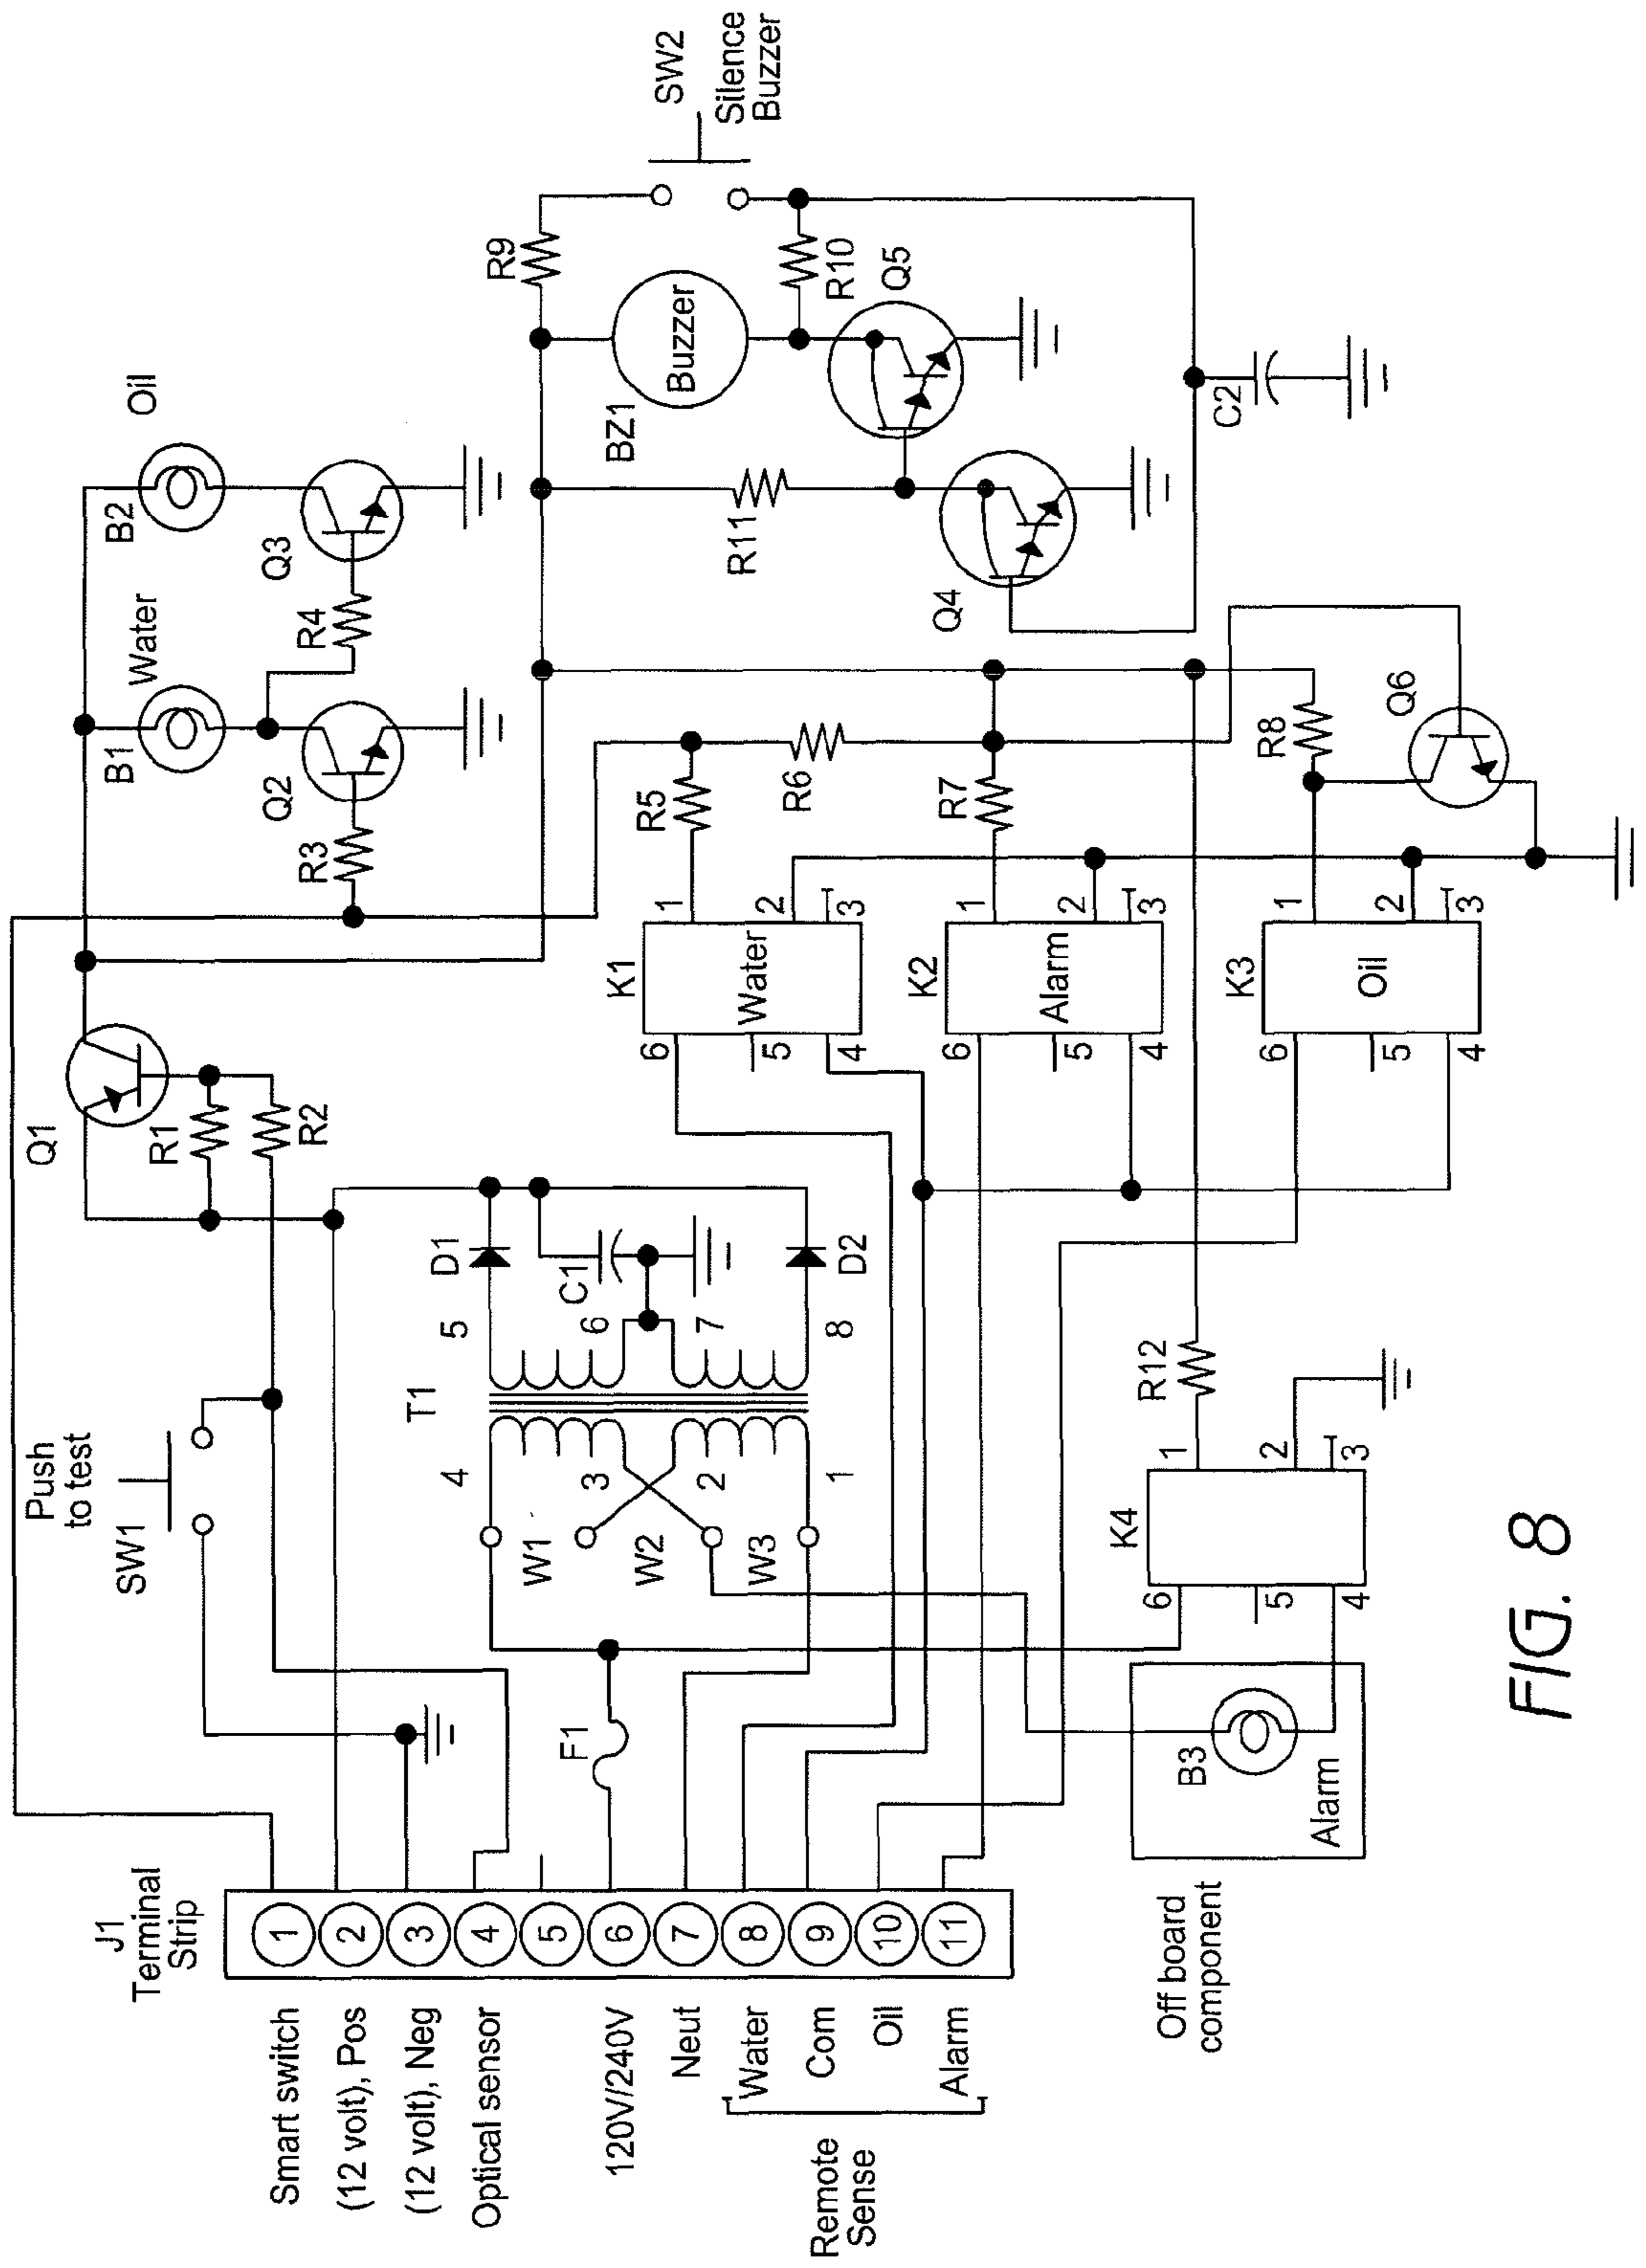 J1
Terminal
Strip
Smart switch
(12 volt), Pos
(12 volt), Neg
Optical sensor
120V/240V
Neut
Water
Com
Oil
Alarm
Remote
Sense
1
2
3
4
5
6
7
8
9
10
11
Push
to test
SW1
F1
Q1
R1
R2
T1
W1
W2
W3
4
3
2
1
5
6
7
8
D1
C1
D2
B1
Water
B2
Oil
Q2
Q3
R3
R4
R9
SW2
Silence
Buzzer
BZ1
Buzzer
R10
Q5
R11
Q4
C2
R5
R6
R7
R8
Q6
K1
Water
1
2
3
6
5
4
K2
Alarm
1
2
3
6
5
4
K3
Oil
1
2
3
6
5
4
R12
K4
1
2
3
6
5
4
B3
Alarm
Off board
component
FIG. 8